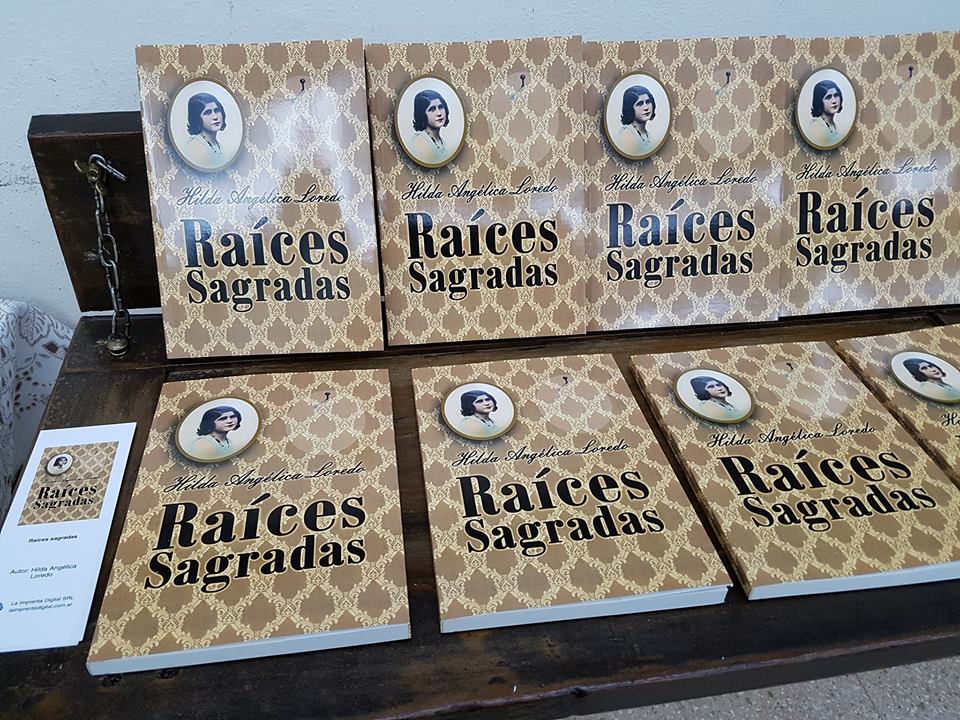 Hilda Angélica Loredo
Raíces
Sagradas
Hilda Angélica Loredo
Raíces
Sagradas
Hilda Angélica Loredo
Raíces
Sagradas
Hilda Angélica Loredo
Raíces
Sagradas
Raíces
Sagradas
Raíces sagradas
Autor: Hilda Angélica
Loredo
La Imprenta Digital SRL
laimprentadigital.com.ar
Hilda Angélica Loredo
Raíces
Sagradas
Hilda Angélica Loredo
Raíces
Sagradas
Hilda Angélica Loredo
Raíces
Sagradas